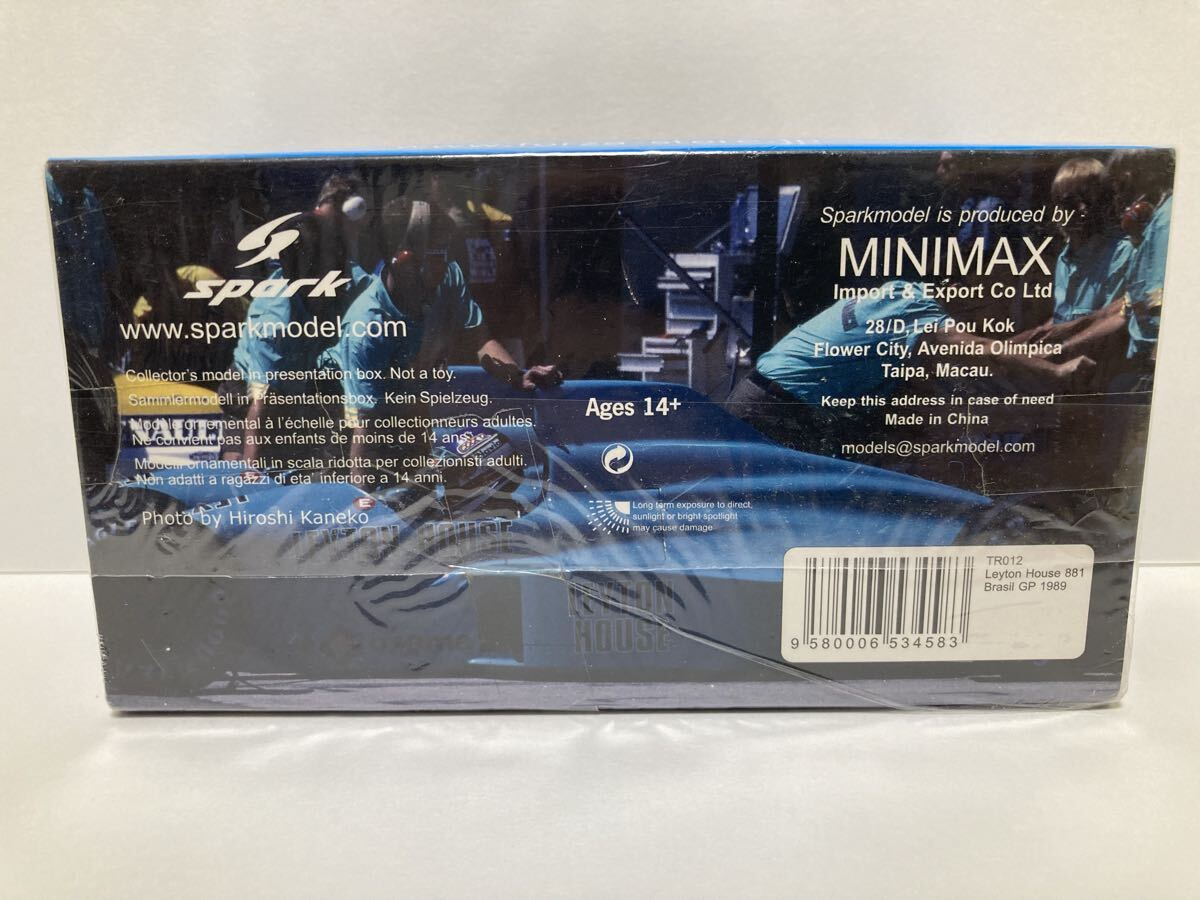 spark
www.sparkmodel.com
Collector's model in presentation box. Not a toy.
Sammlermodell in Präsentationsbox. Kein Spielzeug.
Modèle ornemental à l'échelle pour collectionneurs adultes.
Ne convient pas aux enfants de moins de 14 ans.
Modelli ornamentali in scala ridotta per collezionisti adulti.
Non adatti a ragazzi di eta' inferiore a 14 anni.
Photo by Hiroshi Kaneko
Ages 14+
Long term exposure to direct,
sunlight or bright spotlight
may cause damage
Sparkmodel is produced by
MINIMAX
Import & Export Co Ltd
28/D, Lei Pou Kok
Flower City, Avenida Olimpica
Taipa, Macau.
Keep this address in case of need
Made in China
models@sparkmodel.com
TR012
Leyton House 881
Brasil GP 1989
9 580006 534583
E
LEYTON HOUSE
LEYTON
HOUSE